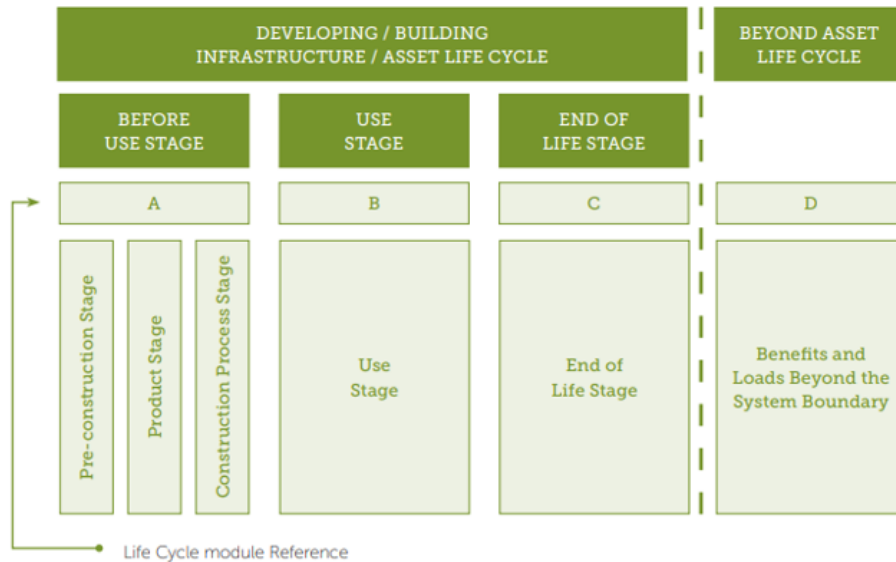 DEVELOPING / BUILDING
INFRASTRUCTURE / ASSET LIFE CYCLE
BEYOND ASSET
LIFE CYCLE
BEFORE
USE STAGE
USE
STAGE
END OF
LIFE STAGE
A
B
C
D
Pre-construction Stage
Product Stage
Construction Process Stage
Use
Stage
End of
Life Stage
Benefits and
Loads Beyond the
System Boundary
Life Cycle module Reference